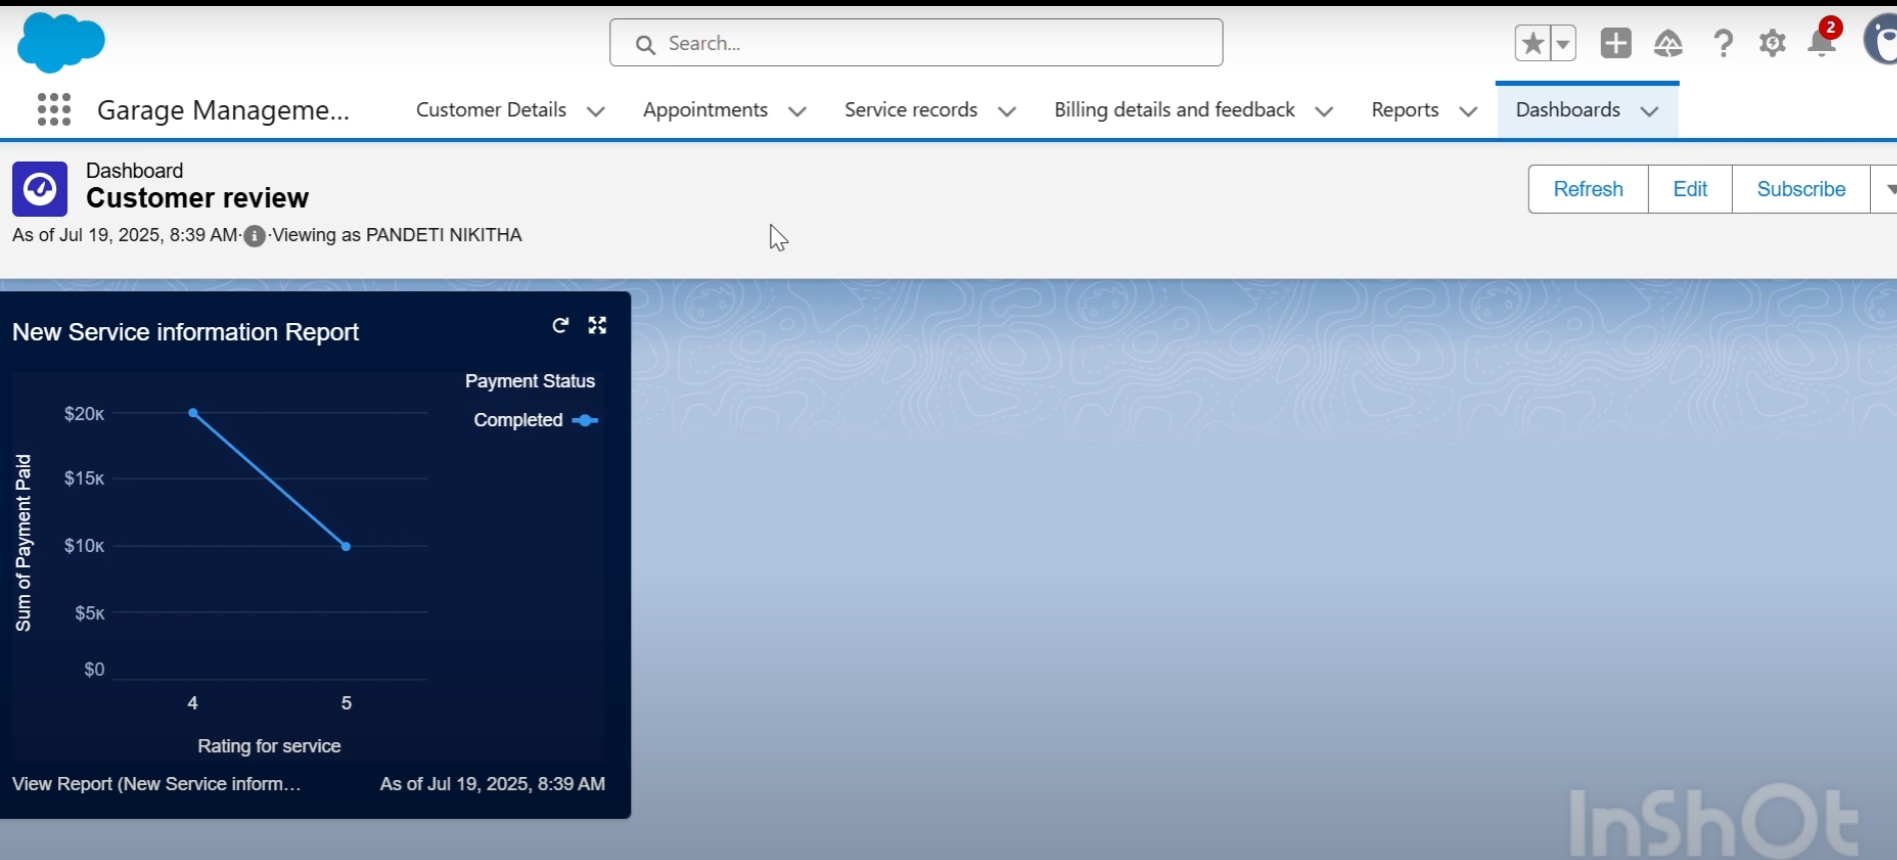 Search...
2
Garage Manageme...
Customer Details
Appointments
Service records
Billing details and feedback
Reports
Dashboards
Dashboard
Customer review
As of Jul 19, 2025, 8:39 AM·Viewing as PANDETI NIKITHA
Refresh
Edit
Subscribe
New Service information Report
Payment Status
Completed
Sum of Payment Paid
$20K
$15K
$10K
$5K
$0
4
5
Rating for service
View Report (New Service inform...
As of Jul 19, 2025, 8:39 AM
InShOt